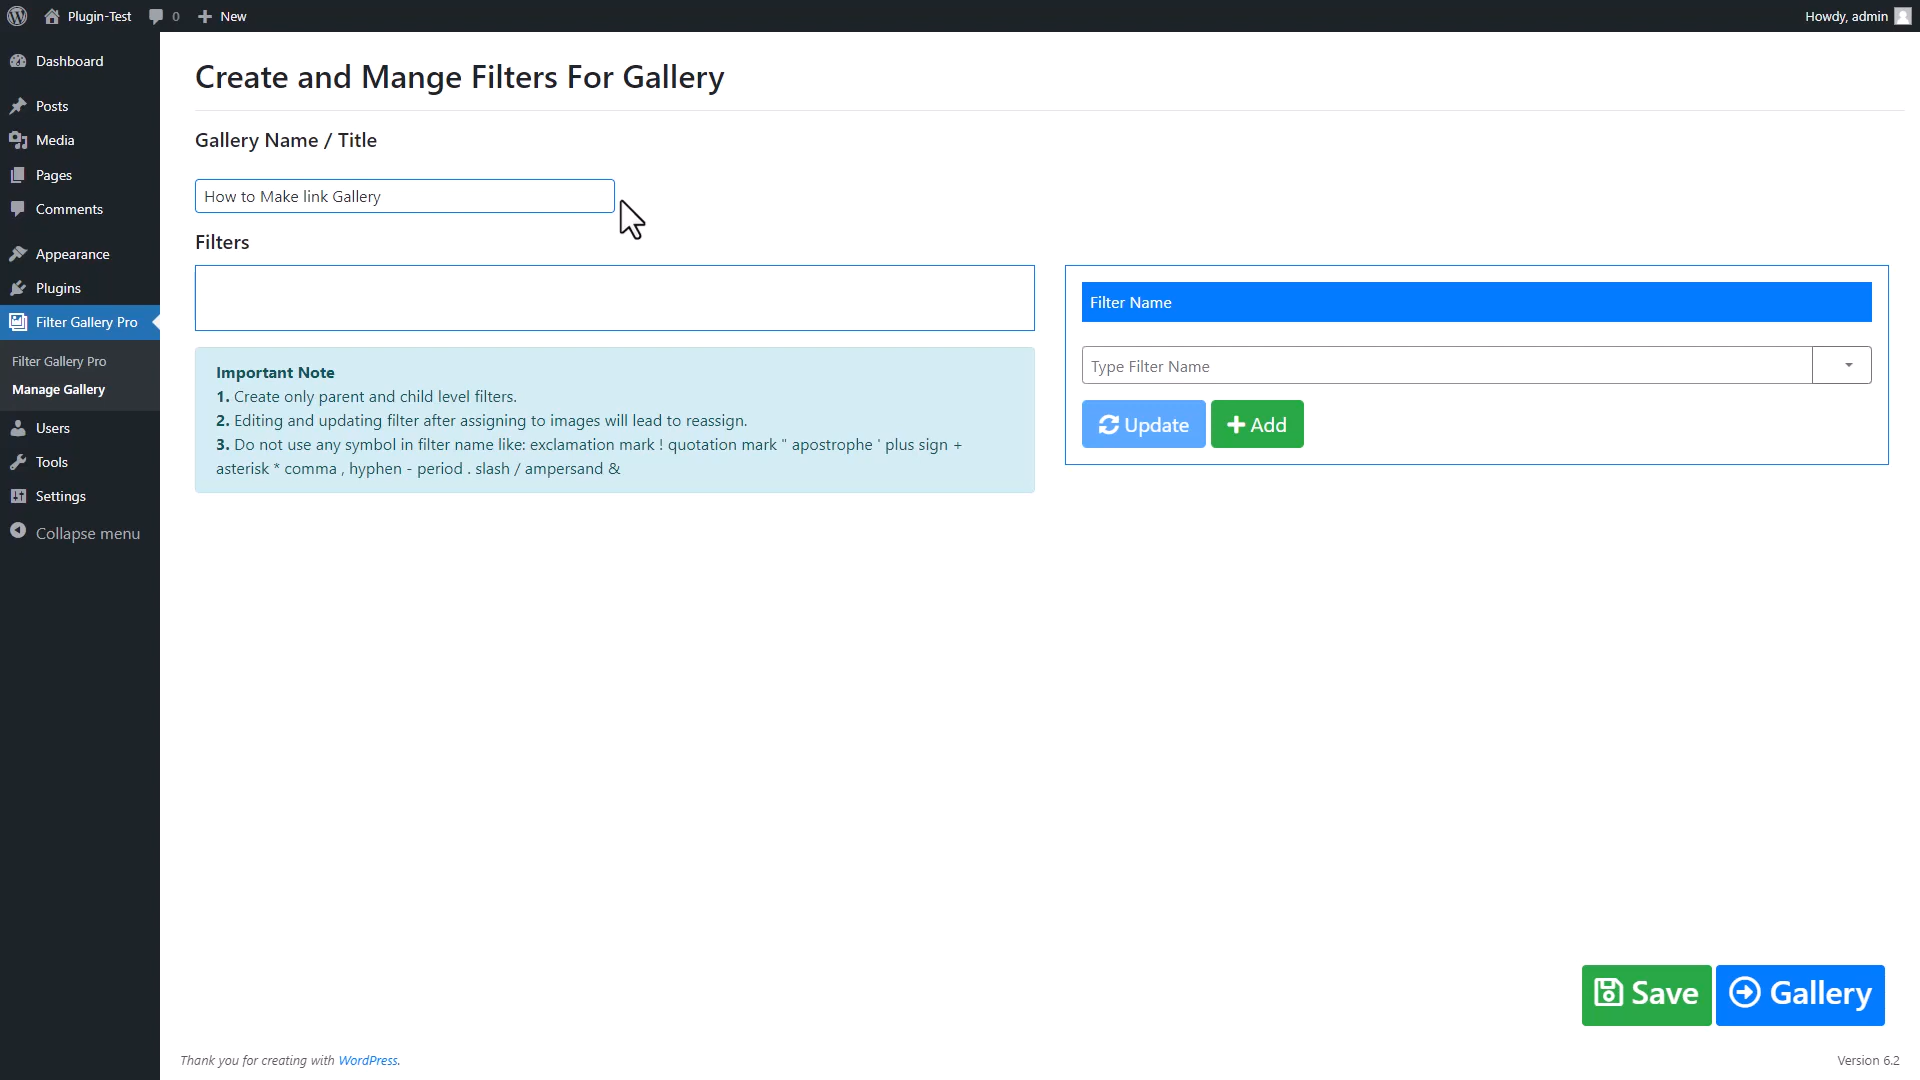 Plugin-Test
0
New
Howdy, admin
Dashboard
Posts
Media
Pages
Comments
Appearance
Plugins
Filter Gallery Pro
Filter Gallery Pro
Manage Gallery
Users
Tools
Settings
Collapse menu
Create and Mange Filters For Gallery
Gallery Name / Title
How to Make link Gallery
Filters
Important Note
1. Create only parent and child level filters.
2. Editing and updating filter after assigning to images will lead to reassign.
3. Do not use any symbol in filter name like: exclamation mark ! quotation mark " apostrophe ' plus sign +
asterisk * comma , hyphen - period . slash / ampersand &
Filter Name
Type Filter Name
Update
Add
Save
Gallery
Thank you for creating with WordPress.
Version 6.2